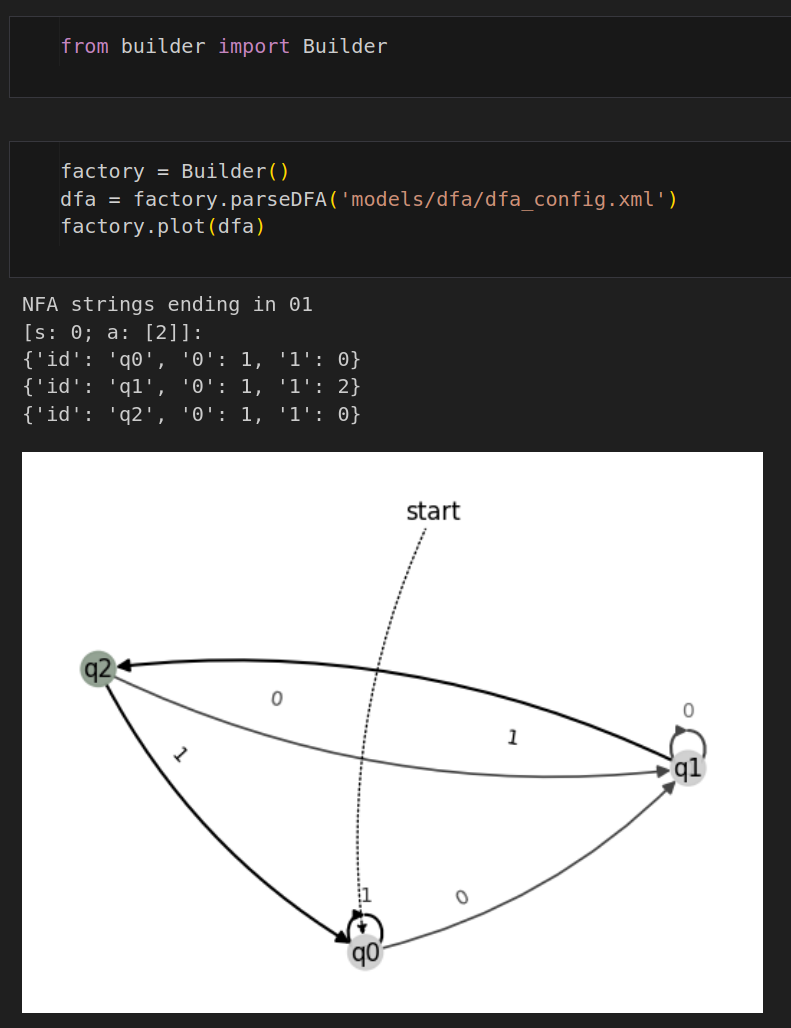 from builder import Builder
factory = Builder()
dfa = factory.parseDFA('models/dfa/dfa_config.xml')
factory.plot(dfa)
NFA strings ending in 01
[s: 0; a: [2]]:
{'id': 'q0', '0': 1, '1': 0}
{'id': 'q1', '0': 1, '1': 2}
{'id': 'q2', '0': 1, '1': 0}
start
q2
0
0
1
1
q1
1
0
q0